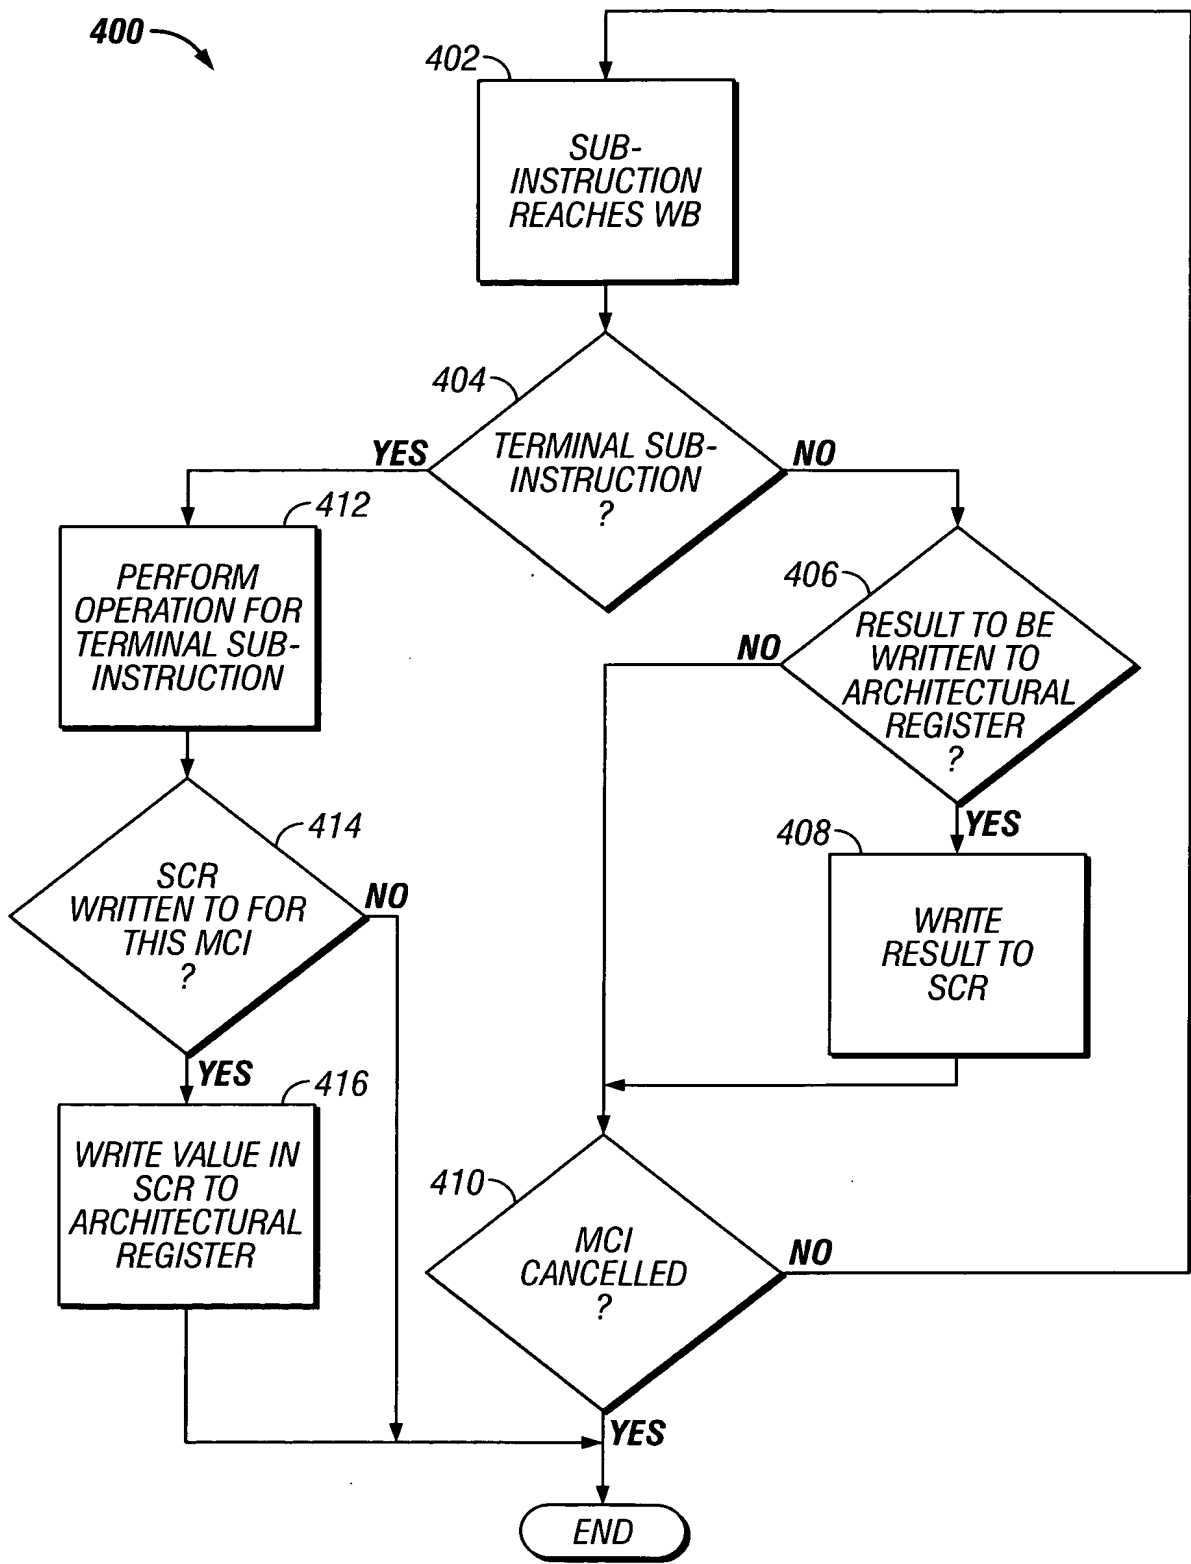 400
402
SUB-
INSTRUCTION
REACHES WB
404
TERMINAL SUB-
INSTRUCTION
?
YES
NO
412
PERFORM
OPERATION FOR
TERMINAL SUB-
INSTRUCTION
406
RESULT TO BE
WRITTEN TO
ARCHITECTURAL
REGISTER
?
NO
YES
414
SCR
WRITTEN TO FOR
THIS MCI
?
NO
YES
408
WRITE
RESULT TO
SCR
416
WRITE VALUE IN
SCR TO
ARCHITECTURAL
REGISTER
410
MCI
CANCELLED
?
NO
YES
END